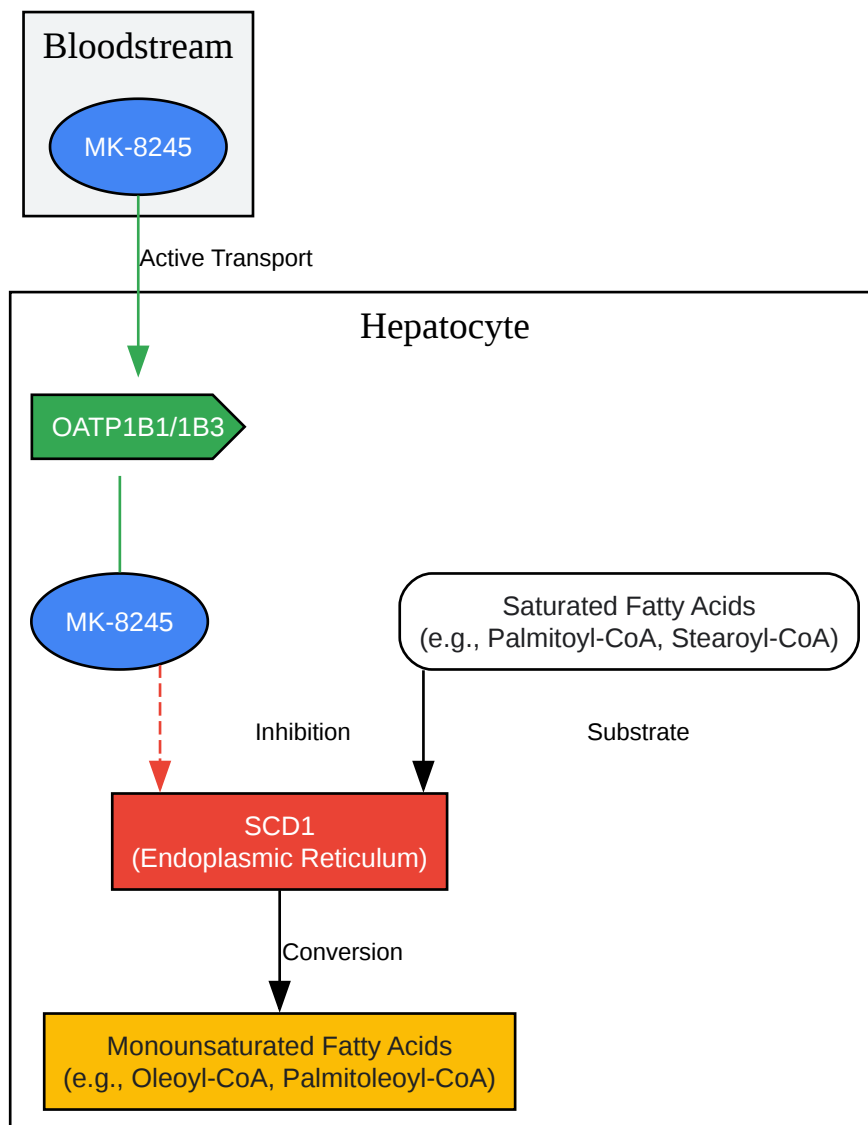 Bloodstream
MK-8245
Active Transport
Hepatocyte
OATP1B1/1B3
MK-8245
Saturated Fatty Acids
(e.g., Palmitoyl-CoA, Stearoyl-CoA)
Inhibition
Substrate
SCD1
(Endoplasmic Reticulum)
Conversion
Monounsaturated Fatty Acids
(e.g., Oleoyl-CoA, Palmitoleoyl-CoA)